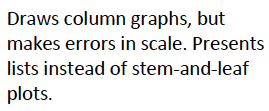 Draws column graphs, but
makes errors in scale. Presents
lists instead of stem-and-leaf
plots.